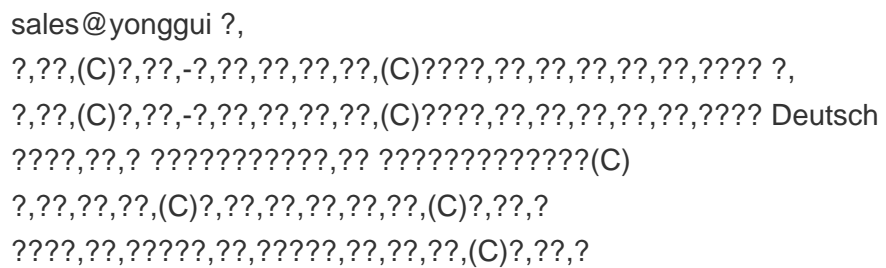 sales@yonggui ?,
?,??,(C)?,??,-?,??,??,??,??,(C)????,??,??,??,??,??,???? ?,
?,??,(C)?,??,-?,??,??,??,??,(C)????,??,??,??,??,??,???? Deutsch
????,??,? ???????????,?? ?????????????(C)
?,??,??,??,(C)?,??,??,??,??,??,(C)?,??,?
????,??,?????,??,?????,??,??,??,(C)?,??,?